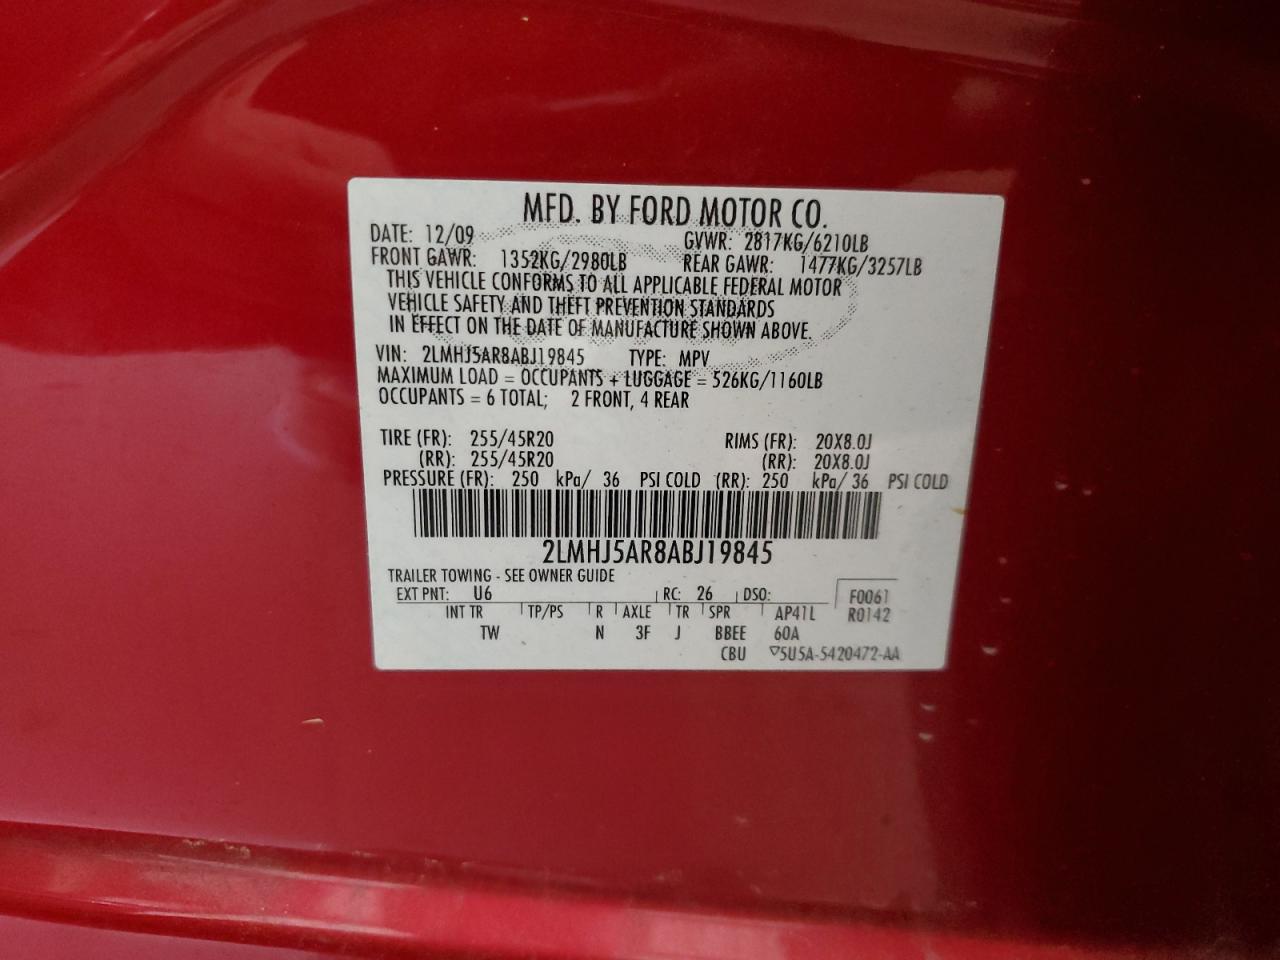 MFD. BY FORD MOTOR CO.
DATE: 12/09 GVWR: 2817KG/6210LB
FRONT GAWR: 1352KG/2980LB REAR GAWR: 1477KG/3257LB
THIS VEHICLE CONFORMS TO ALL APPLICABLE FEDERAL MOTOR
VEHICLE SAFETY AND THEFT PREVENTION STANDARDS
IN EFFECT ON THE DATE OF MANUFACTURE SHOWN ABOVE.
VIN: 2LMHJ5AR8ABJ19845 TYPE: MPV
MAXIMUM LOAD = OCCUPANTS + LUGGAGE = 526KG/1160LB
OCCUPANTS = 6 TOTAL; 2 FRONT, 4 REAR
TIRE (FR): 255/45R20 RIMS (FR): 20X8.0J
(RR): 255/45R20 (RR): 20X8.0J
PRESSURE (FR): 250 kPa/ 36 PSI COLD (RR): 250 kPa/ 36 PSI COLD
2LMHJ5AR8ABJ19845
TRAILER TOWING - SEE OWNER GUIDE
EXT PNT: U6 RC: 26 DSO: F0061
INT TR TP/PS R AXLE TR SPR AP41L R0142
TW N 3F J BBEE 60A
CBU ▽5U5A-5420472-AA